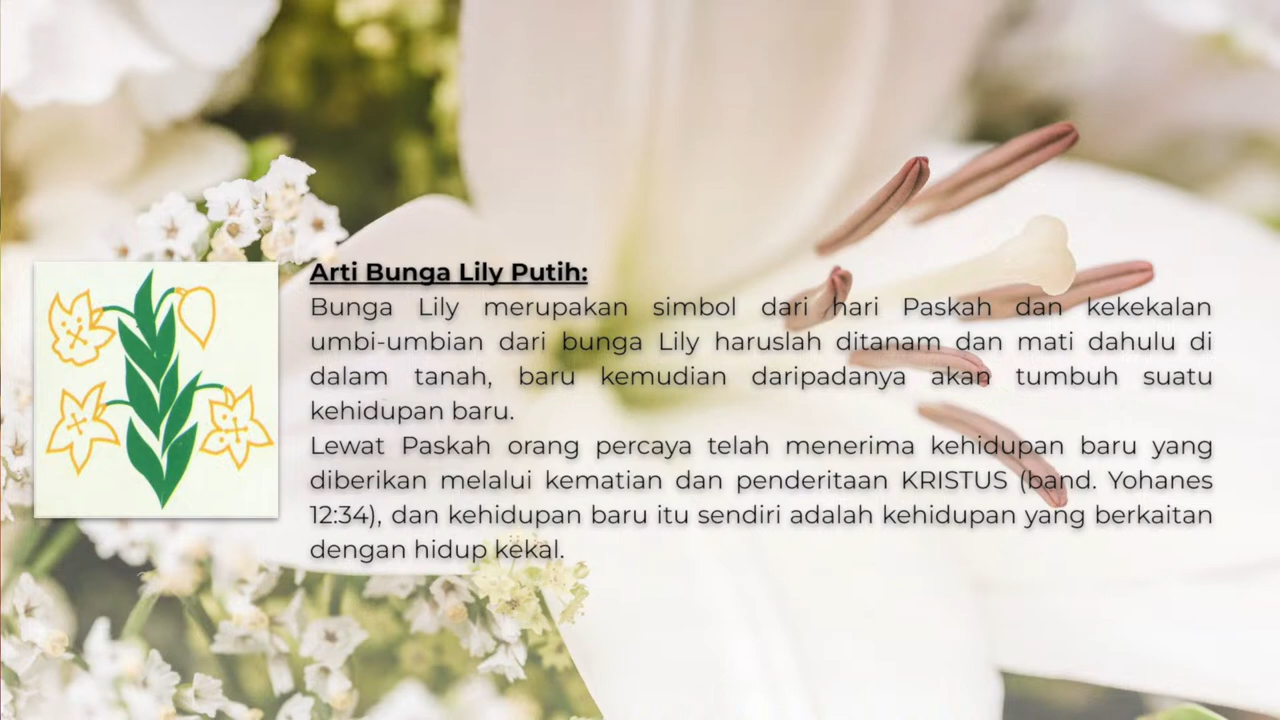 Arti Bunga Lily Putih:
Bunga Lily merupakan simbol dari hari Paskah dan kekekalan
umbi-umbian dari bunga Lily haruslah ditanam dan mati dahulu di
dalam tanah, baru kemudian daripadanya akan tumbuh suatu
kehidupan baru.
Lewat Paskah orang percaya telah menerima kehidupan baru yang
diberikan melalui kematian dan penderitaan KRISTUS (band. Yohanes
12:34), dan kehidupan baru itu sendiri adalah kehidupan yang berkaitan
dengan hidup kekal.